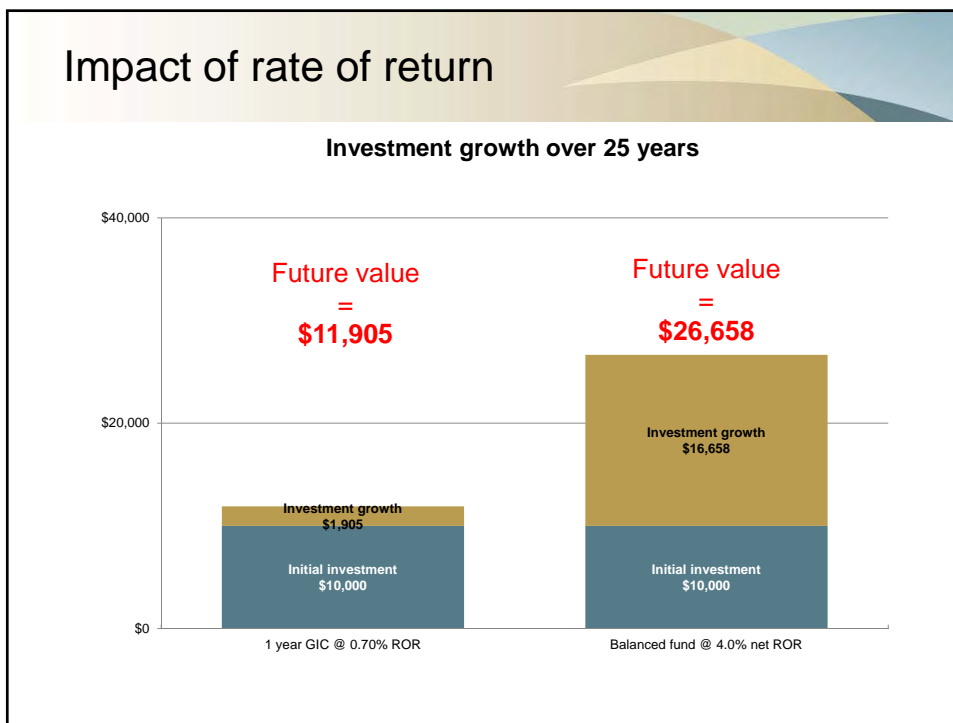 Impact of rate of return
Investment growth over 25 years
$40,000
$20,000
$0
Future value
=
$11,905
Investment growth
$1,905
Initial investment
$10,000
1 year GIC @ 0.70% ROR
Future value
=
$26,658
Investment growth
$16,658
Initial investment
$10,000
Balanced fund @ 4.0% net ROR